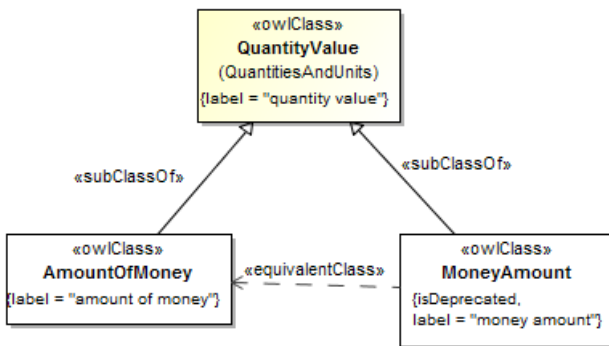 «owlClass»
QuantityValue
(QuantitiesAndUnits)
{label = "quantity value"}
«subClassOf»
«subClassOf»
«owlClass»
AmountOfMoney
{label = "amount of money"}
«equivalentClass»
«owlClass»
MoneyAmount
{isDeprecated,
label = "money amount"}